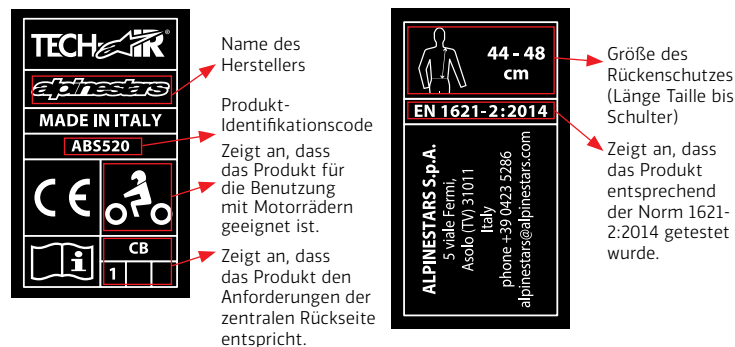 TECH-AIR®
alpinestars
MADE IN ITALY
ABS520
CE
i
CB
1
Name des
Herstellers
Produkt-
Identifikationscode
Zeigt an, dass
das Produkt für
die Benutzung
mit Motorrädern
geeignet ist.
Zeigt an, dass
das Produkt den
Anforderungen der
zentralen Rückseite
entspricht.
44 - 48
cm
EN 1621-2:2014
ALPINESTARS S.p.A.
5 viale Fermi,
Asolo (TV) 31011
Italy
phone +39 0423 5286
alpinestars@alpinestars.com
Größe des
Rückenschutzes
(Länge Taille bis
Schulter)
Zeigt an, dass
das Produkt
entsprechend
der Norm 1621-
2:2014 getestet
wurde.